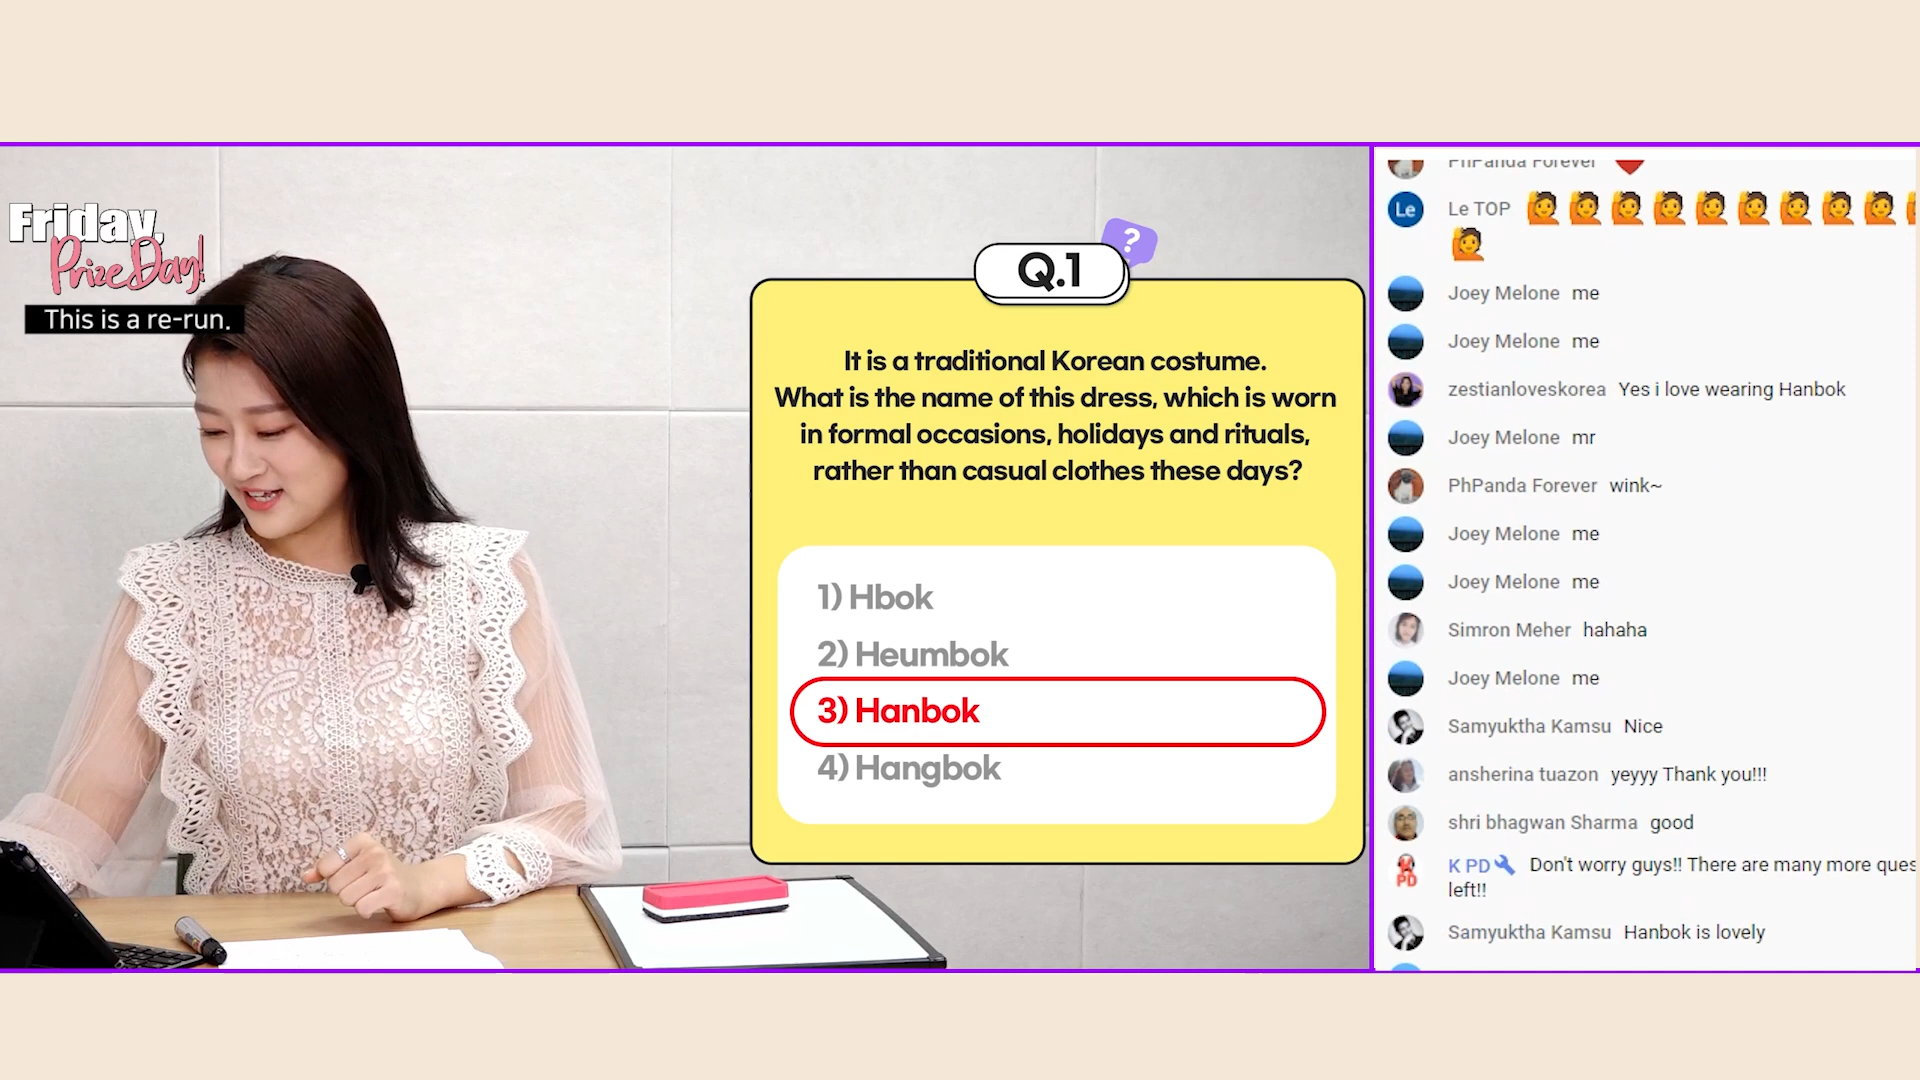 Friday,
Prize Day!
This is a re-run.
Q.1
?
It is a traditional Korean costume.
What is the name of this dress, which is worn
in formal occasions, holidays and rituals,
rather than casual clothes these days?
1) Hbok
2) Heumbok
3) Hanbok
4) Hangbok
PhPanda Forever
Le Le TOP
Joey Melone me
Joey Melone me
zestianloveskorea Yes i love wearing Hanbok
Joey Melone mr
PhPanda Forever wink~
Joey Melone me
Joey Melone me
Simron Meher hahaha
Joey Melone me
Samyuktha Kamsu Nice
ansherina tuazon yeyyy Thank you!!!
shri bhagwan Sharma good
PD K PD Don't worry guys!! There are many more ques
left!!
Samyuktha Kamsu Hanbok is lovely